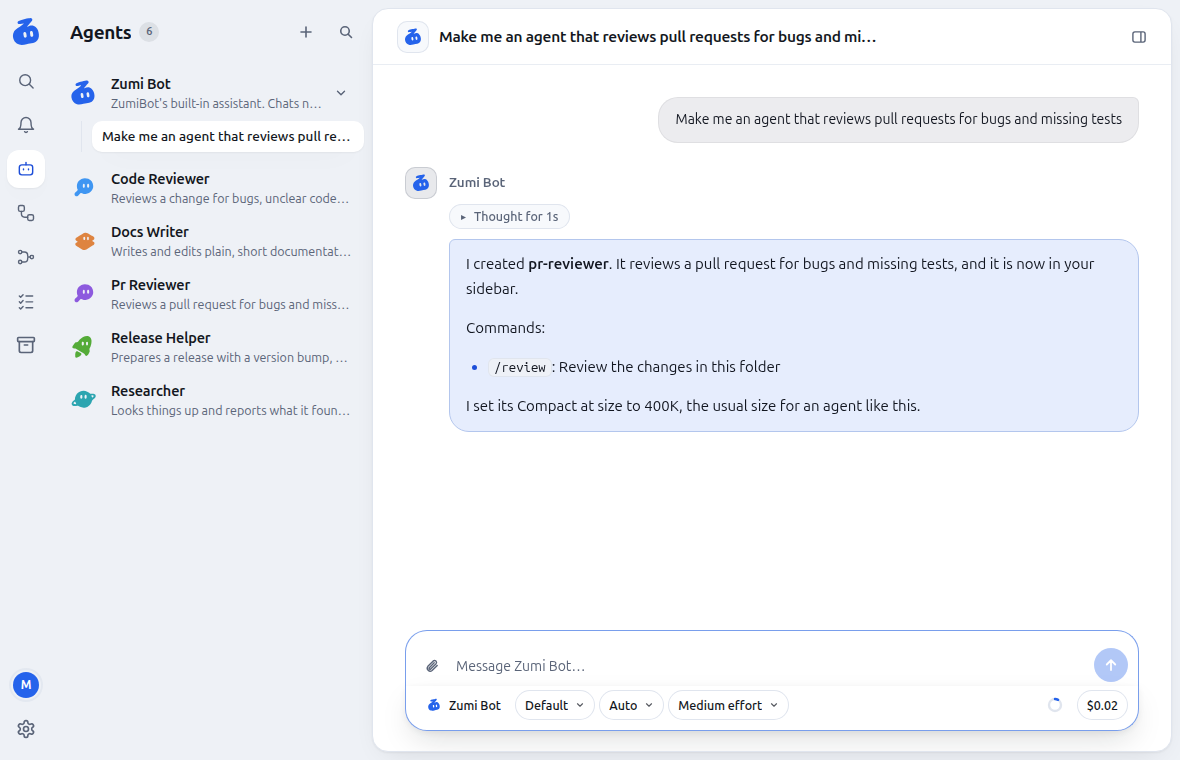 Agents 6
Zumi Bot
ZumiBot's built-in assistant. Chats n…
Make me an agent that reviews pull re…
Code Reviewer
Reviews a change for bugs, unclear code…
Docs Writer
Writes and edits plain, short documentat…
Pr Reviewer
Reviews a pull request for bugs and miss…
Release Helper
Prepares a release with a version bump, …
Researcher
Looks things up and reports what it foun…
M
Make me an agent that reviews pull requests for bugs and mi…
Make me an agent that reviews pull requests for bugs and missing tests
Zumi Bot
Thought for 1s
I created pr-reviewer. It reviews a pull request for bugs and missing tests, and it is now in your
sidebar.
Commands:
/review: Review the changes in this folder
I set its Compact at size to 400K, the usual size for an agent like this.
Message Zumi Bot…
Zumi Bot Default Auto Medium effort $0.02